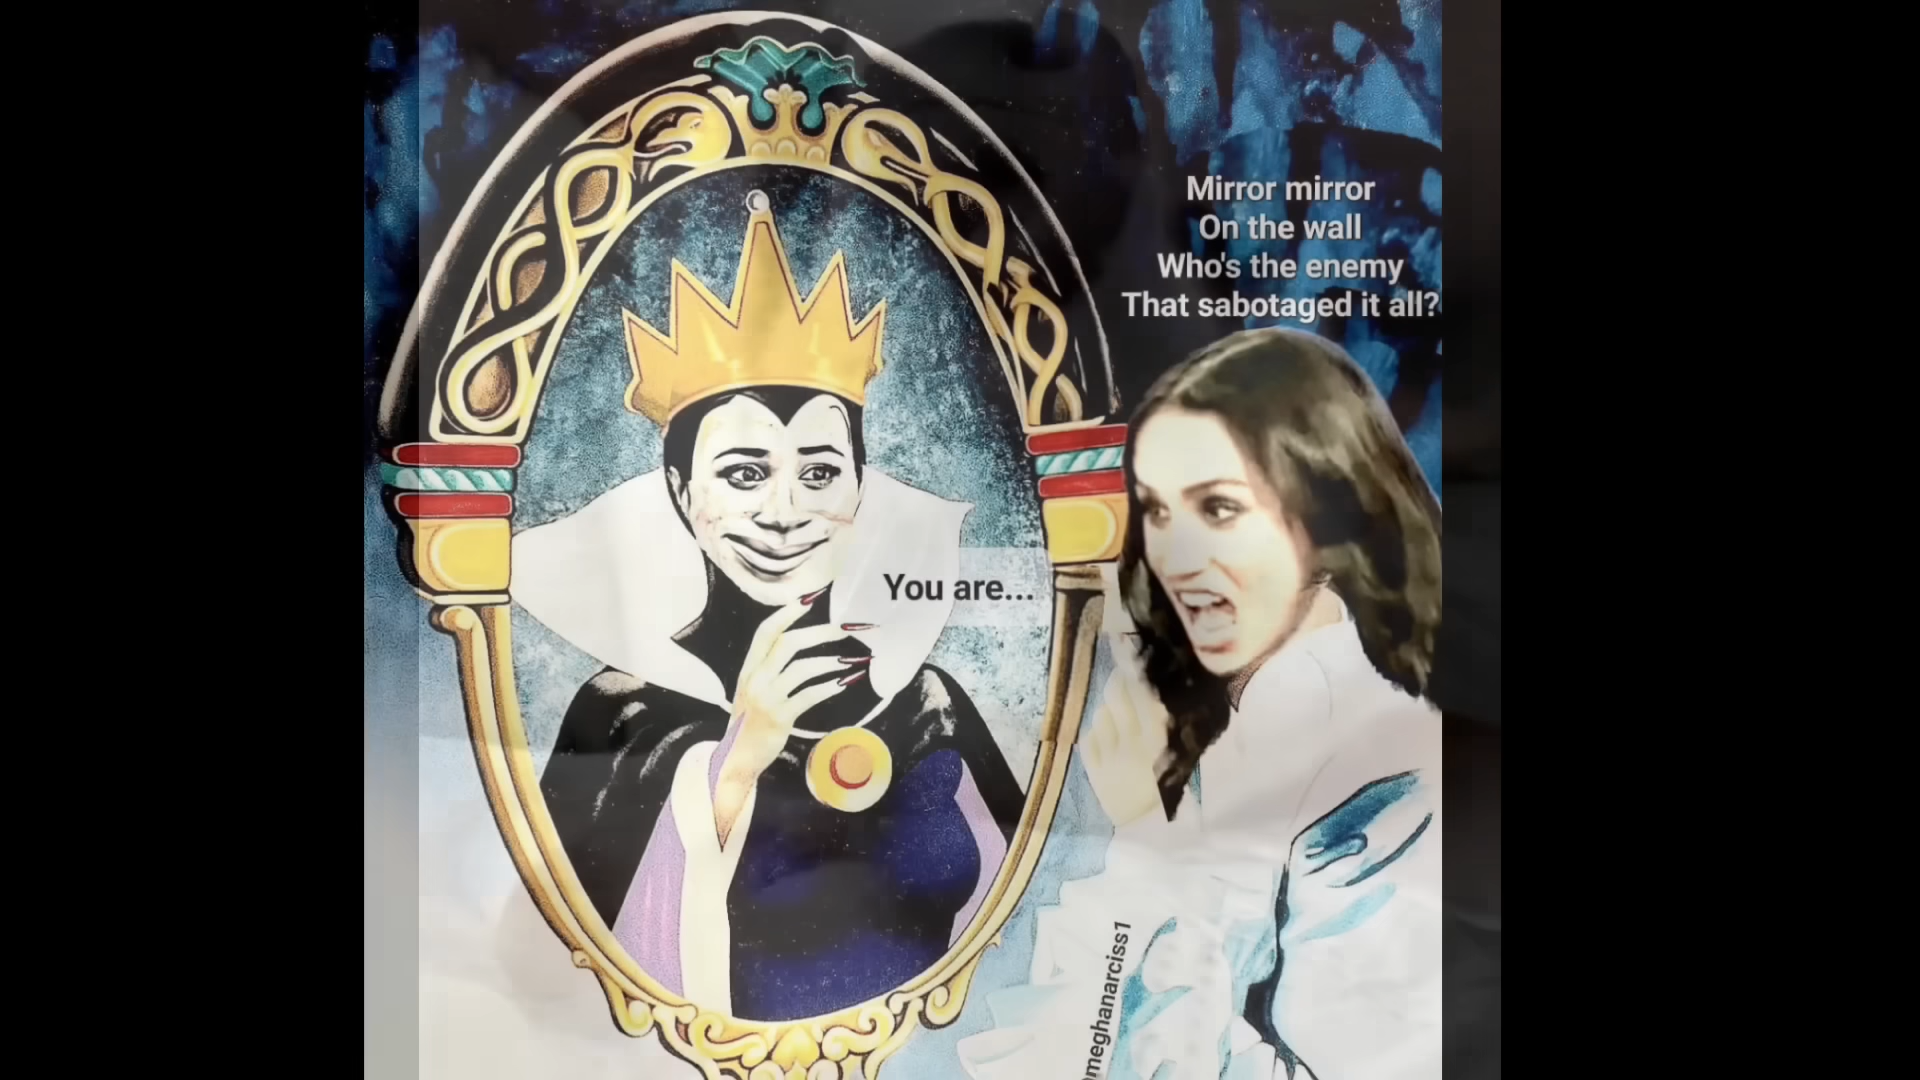 Mirror mirror
On the wall
Who's the enemy
That sabotaged it all?
You are...
meghanarciss1